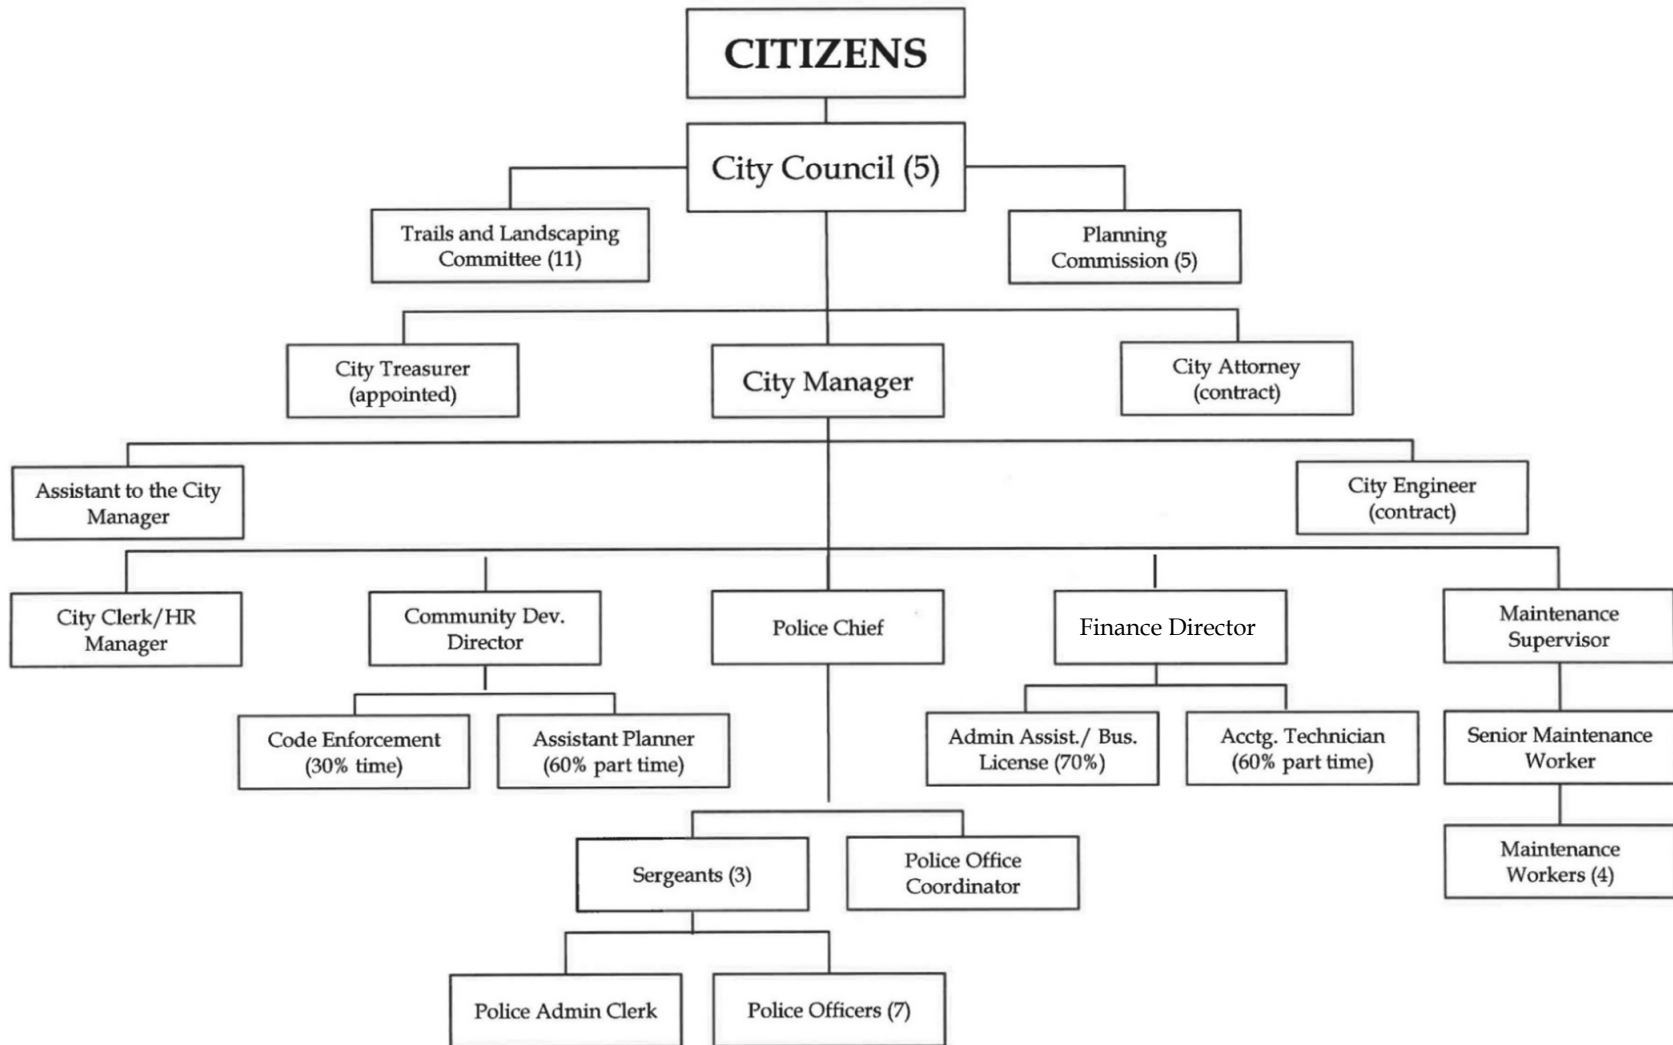 CITIZENS
City Council (5)
Trails and Landscaping
Committee (11)
Planning
Commission (5)
City Treasurer
(appointed)
City Manager
City Attorney
(contract)
Assistant to the City
Manager
City Engineer
(contract)
City Clerk/HR
Manager
Community Dev.
Director
Police Chief
Finance Director
Maintenance
Supervisor
Code Enforcement
(30% time)
Assistant Planner
(60% part time)
Admin Assist./ Bus.
License (70%)
Acctg. Technician
(60% part time)
Senior Maintenance
Worker
Sergeants (3)
Police Office
Coordinator
Maintenance
Workers (4)
Police Admin Clerk
Police Officers (7)